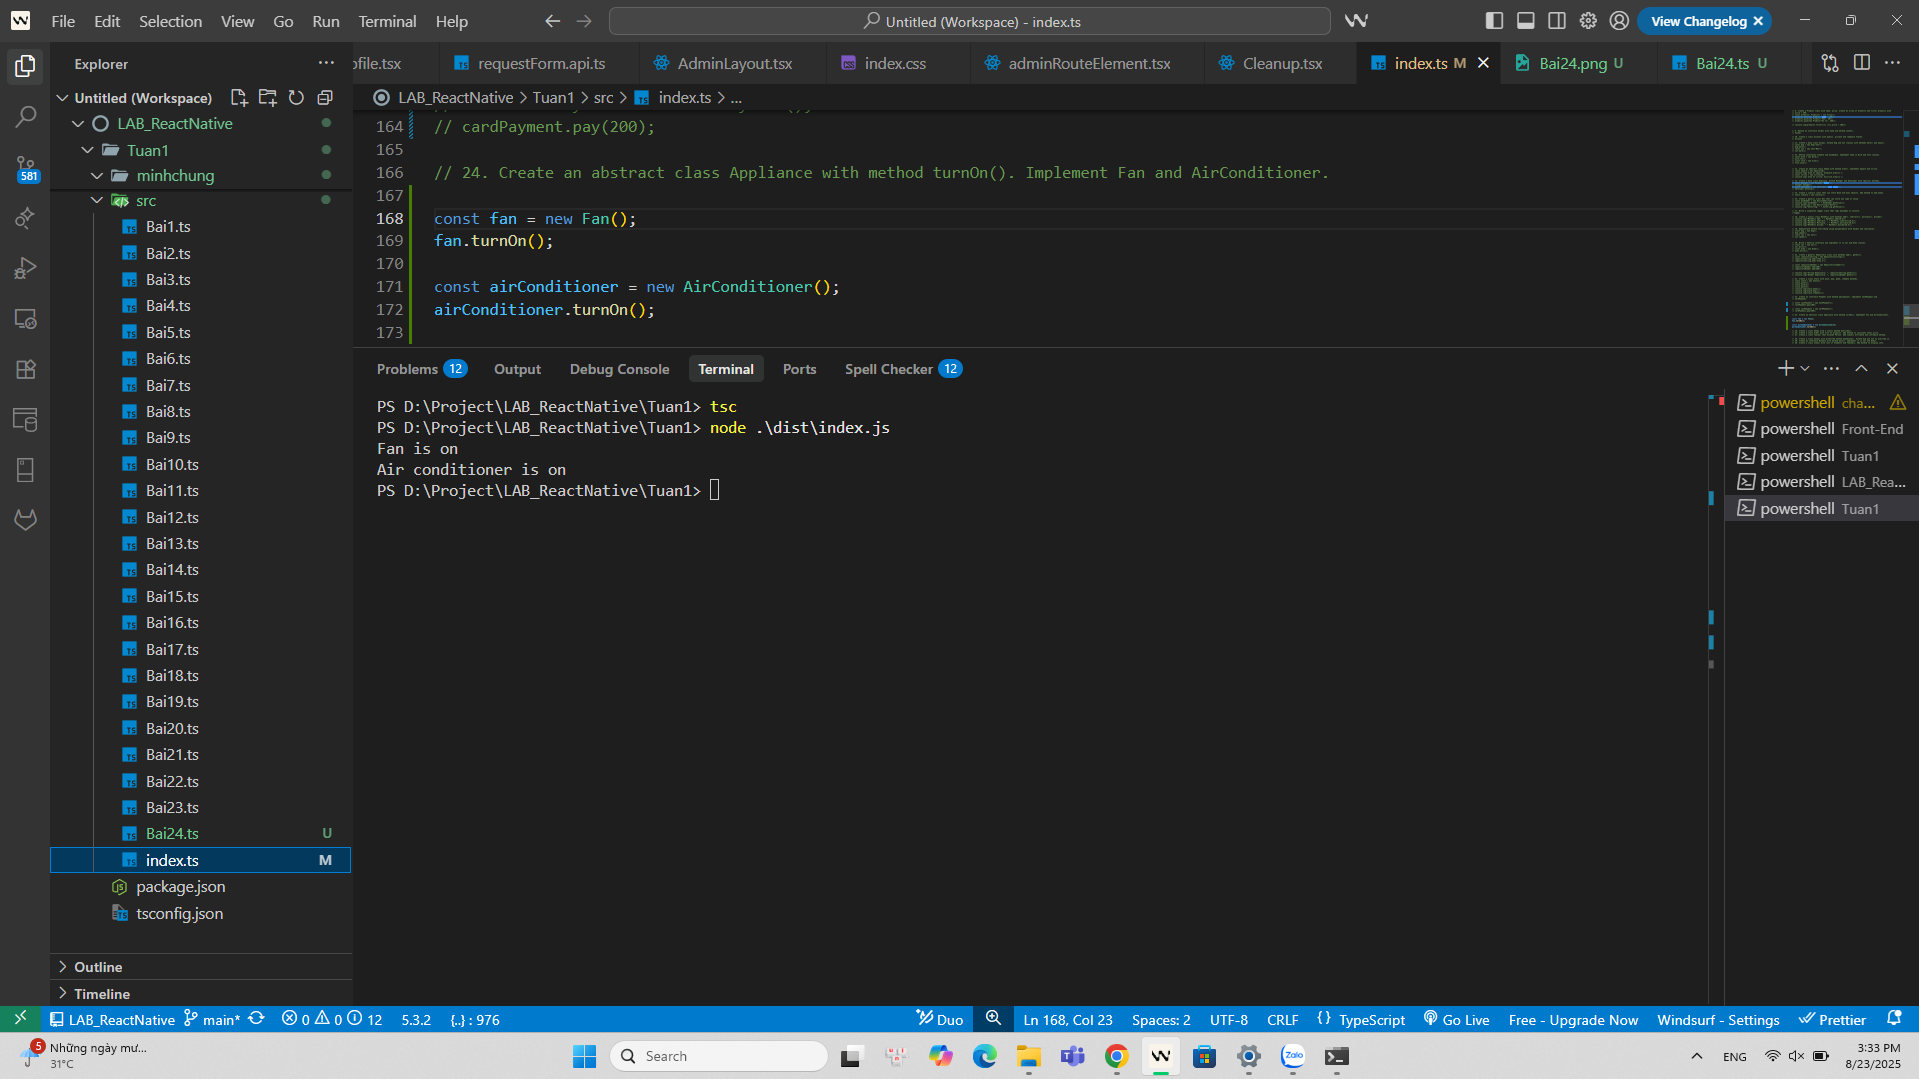 File Edit Selection View Go Run Terminal Help
Untitled (Workspace) - index.ts
View Changelog
Explorer
ofile.tsx
requestForm.api.ts
AdminLayout.tsx
index.css
adminRouteElement.tsx
Cleanup.tsx
index.ts M
Bai24.png U
Bai24.ts U
LAB_ReactNative > Tuan1 > src > index.ts > ...
Untitled (Workspace)
LAB_ReactNative
Tuan1
minhchung
src
Bai1.ts
Bai2.ts
Bai3.ts
Bai4.ts
Bai5.ts
Bai6.ts
Bai7.ts
Bai8.ts
Bai9.ts
Bai10.ts
Bai11.ts
Bai12.ts
Bai13.ts
Bai14.ts
Bai15.ts
Bai16.ts
Bai17.ts
Bai18.ts
Bai19.ts
Bai20.ts
Bai21.ts
Bai22.ts
Bai23.ts
Bai24.ts U
index.ts M
package.json
tsconfig.json
Outline
Timeline
581
164 // cardPayment.pay(200);
165
166 // 24. Create an abstract class Appliance with method turnOn(). Implement Fan and AirConditioner.
167
168 const fan = new Fan();
169 fan.turnOn();
170
171 const airConditioner = new AirConditioner();
172 airConditioner.turnOn();
173
Problems 12 Output Debug Console Terminal Ports Spell Checker 12
PS D:\Project\LAB_ReactNative\Tuan1> tsc
PS D:\Project\LAB_ReactNative\Tuan1> node .\dist\index.js
Fan is on
Air conditioner is on
PS D:\Project\LAB_ReactNative\Tuan1>
powershell cha...
powershell Front-End
powershell Tuan1
powershell LAB_Rea...
powershell Tuan1
LAB_ReactNative main* 0 0 12 5.3.2 {..} : 976
Duo Ln 168, Col 23 Spaces: 2 UTF-8 CRLF {} TypeScript Go Live Free - Upgrade Now Windsurf - Settings Prettier
5
Những ngày mư...
31°C
Search
Zalo
ENG
3:33 PM
8/23/2025